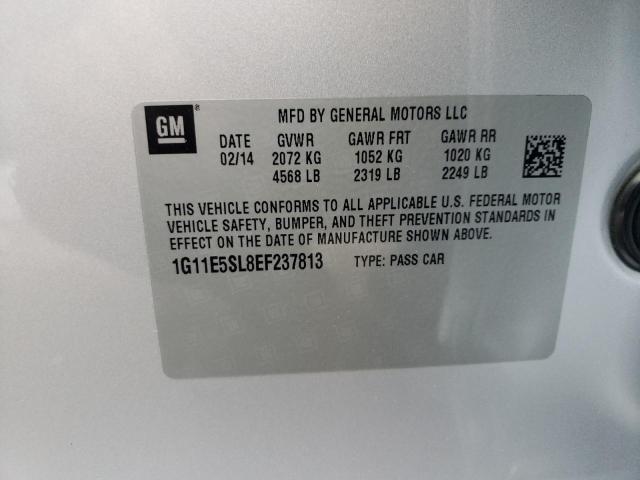 GM ® MFD BY GENERAL MOTORS LLC
DATE GVWR GAWR FRT GAWR RR
02/14 2072 KG 1052 KG 1020 KG
4568 LB 2319 LB 2249 LB
THIS VEHICLE CONFORMS TO ALL APPLICABLE U.S. FEDERAL MOTOR
VEHICLE SAFETY, BUMPER, AND THEFT PREVENTION STANDARDS IN
EFFECT ON THE DATE OF MANUFACTURE SHOWN ABOVE.
1G11E5SL8EF237813 TYPE: PASS CAR